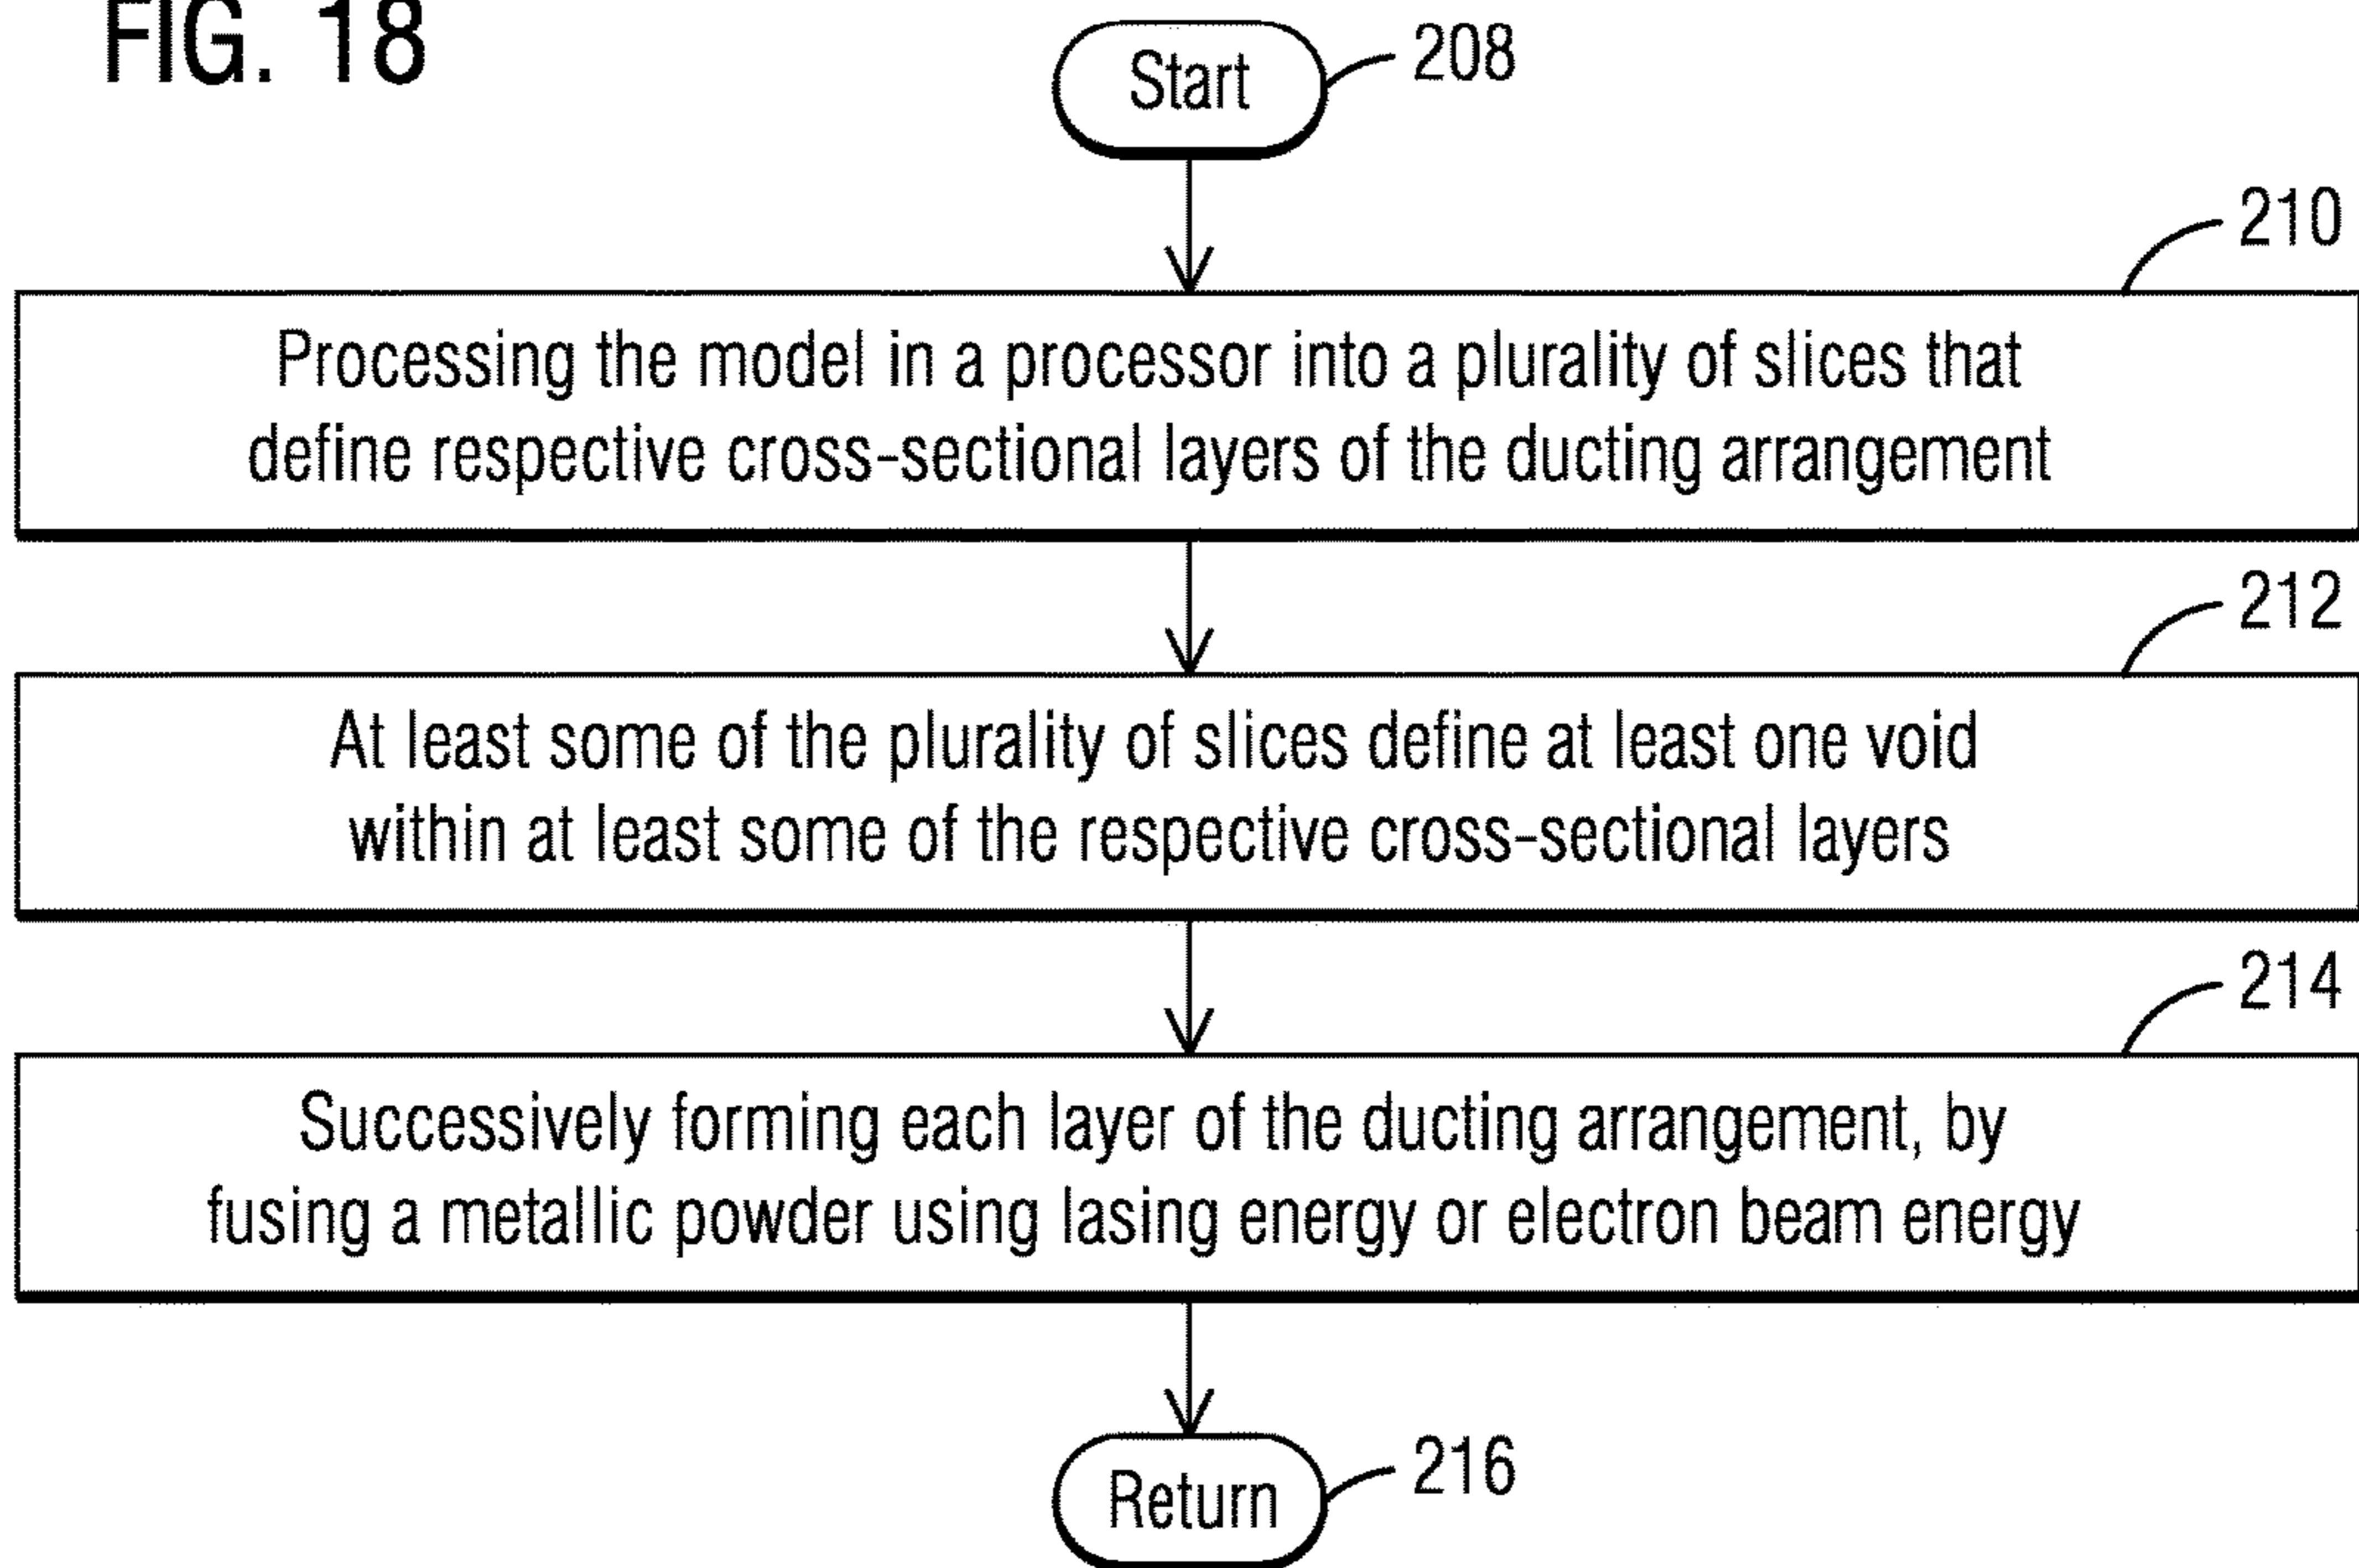 FIG. 18
Start
208
210
Processing the model in a processor into a plurality of slices that
define respective cross-sectional layers of the ducting arrangement
212
At least some of the plurality of slices define at least one void
within at least some of the respective cross-sectional layers
214
Successively forming each layer of the ducting arrangement, by
fusing a metallic powder using lasing energy or electron beam energy
Return
216